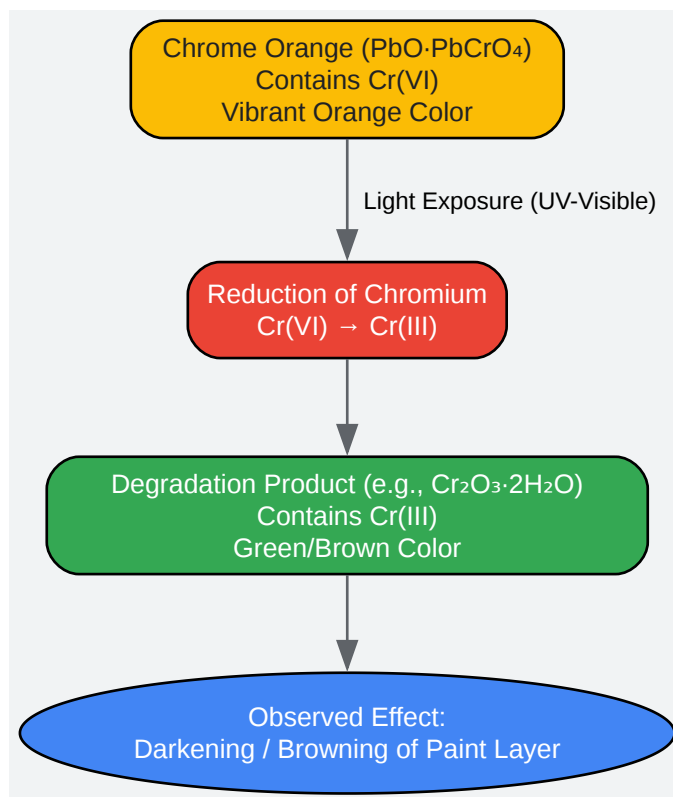 Chrome Orange (PbO·PbCrO₄)
Contains Cr(VI)
Vibrant Orange Color
Light Exposure (UV-Visible)
Reduction of Chromium
Cr(VI) → Cr(III)
Degradation Product (e.g., Cr₂O₃·2H₂O)
Contains Cr(III)
Green/Brown Color
Observed Effect:
Darkening / Browning of Paint Layer